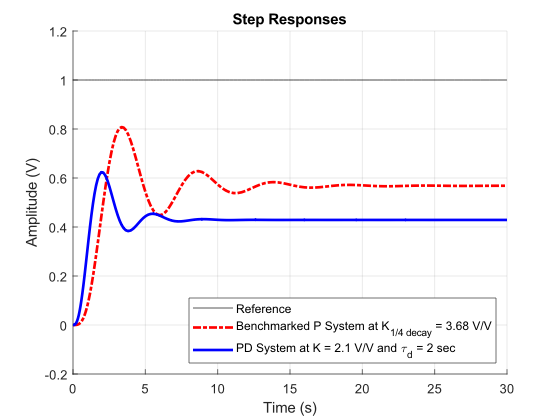 Step Responses
Amplitude (V)
1.2
1
0.8
0.6
0.4
0.2
0
-0.2
Reference
Benchmarked P System at K1/4 decay = 3.68 V/V
PD System at K = 2.1 V/V and τd = 2 sec
0 5 10 15 20 25 30
Time (s)